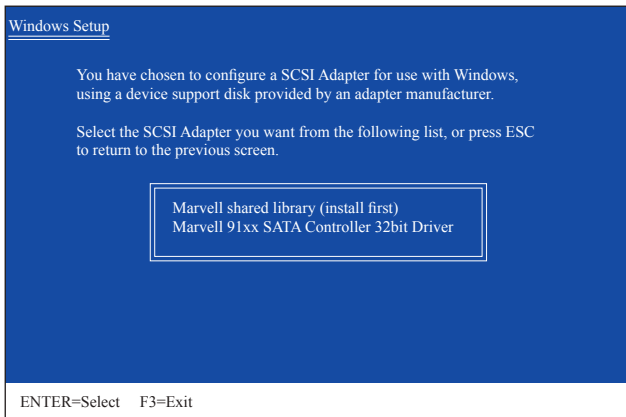 Windows Setup
You have chosen to configure a SCSI Adapter for use with Windows,
using a device support disk provided by an adapter manufacturer.
Select the SCSI Adapter you want from the following list, or press ESC
to return to the previous screen.
Marvell shared library (install first)
Marvell 91xx SATA Controller 32bit Driver
ENTER=Select F3=Exit